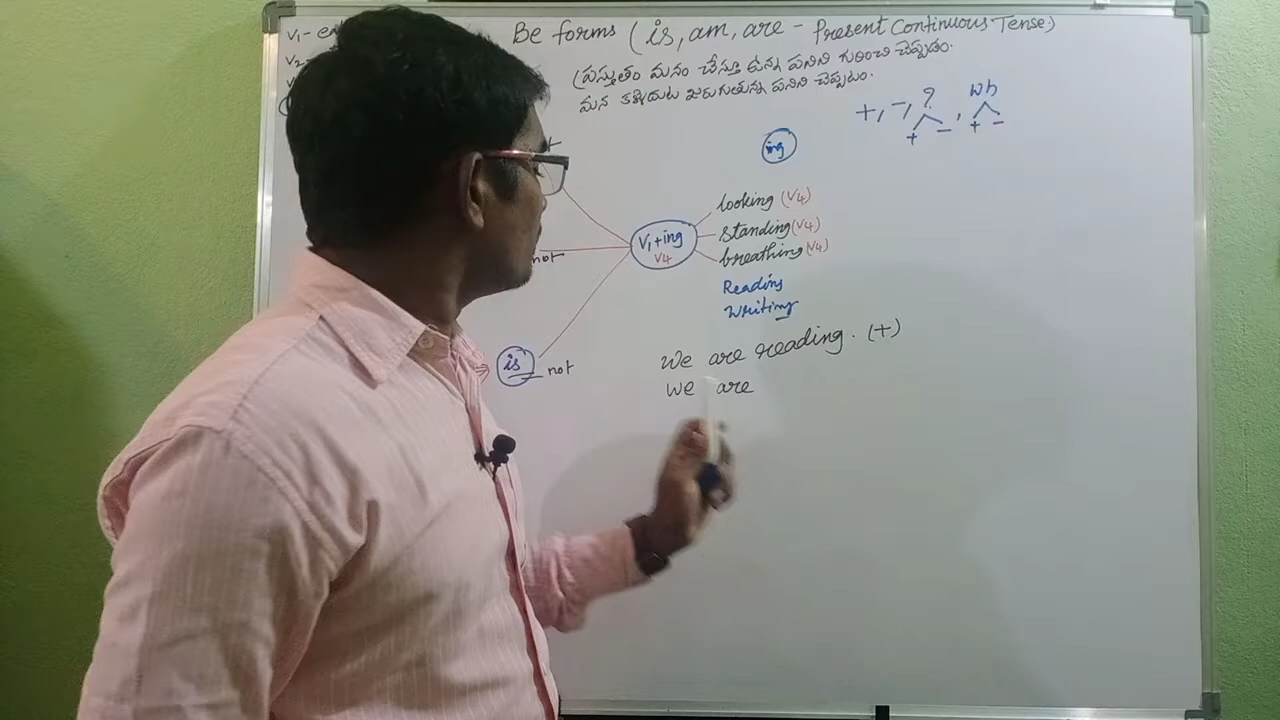 Be forms (is, am, are - Present Continuous Tense)
V1-
(ప్రస్తుతం మనం చేస్తూ ఉన్న పనిని గురించి చెప్పడం.
మన కళ్ళెదుట జరుగుతున్న పనిని చెప్పటం.
+, -, ?, wh
+ - + -
ing
looking (V4)
V1+ing
V4
standing (V4)
not
breathing (V4)
Reading
Writing
We are reading. (+)
is not
we are